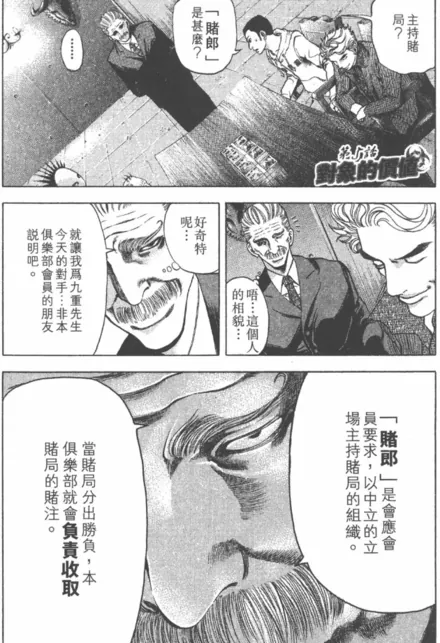 主持賭
局？
「賭郎」
是甚麼？
……
第5話
對象的價値
唔…這個人
的相貌…
好奇特
呢…
就讓我爲九重先生
今天的對手…非本
俱樂部會員的朋友
説明吧。
「賭郎」是會應會
員要求，以中立的立
場主持賭局的組織。
當賭局分出勝負，本
俱樂部就會負責收取
賭局的賭注。